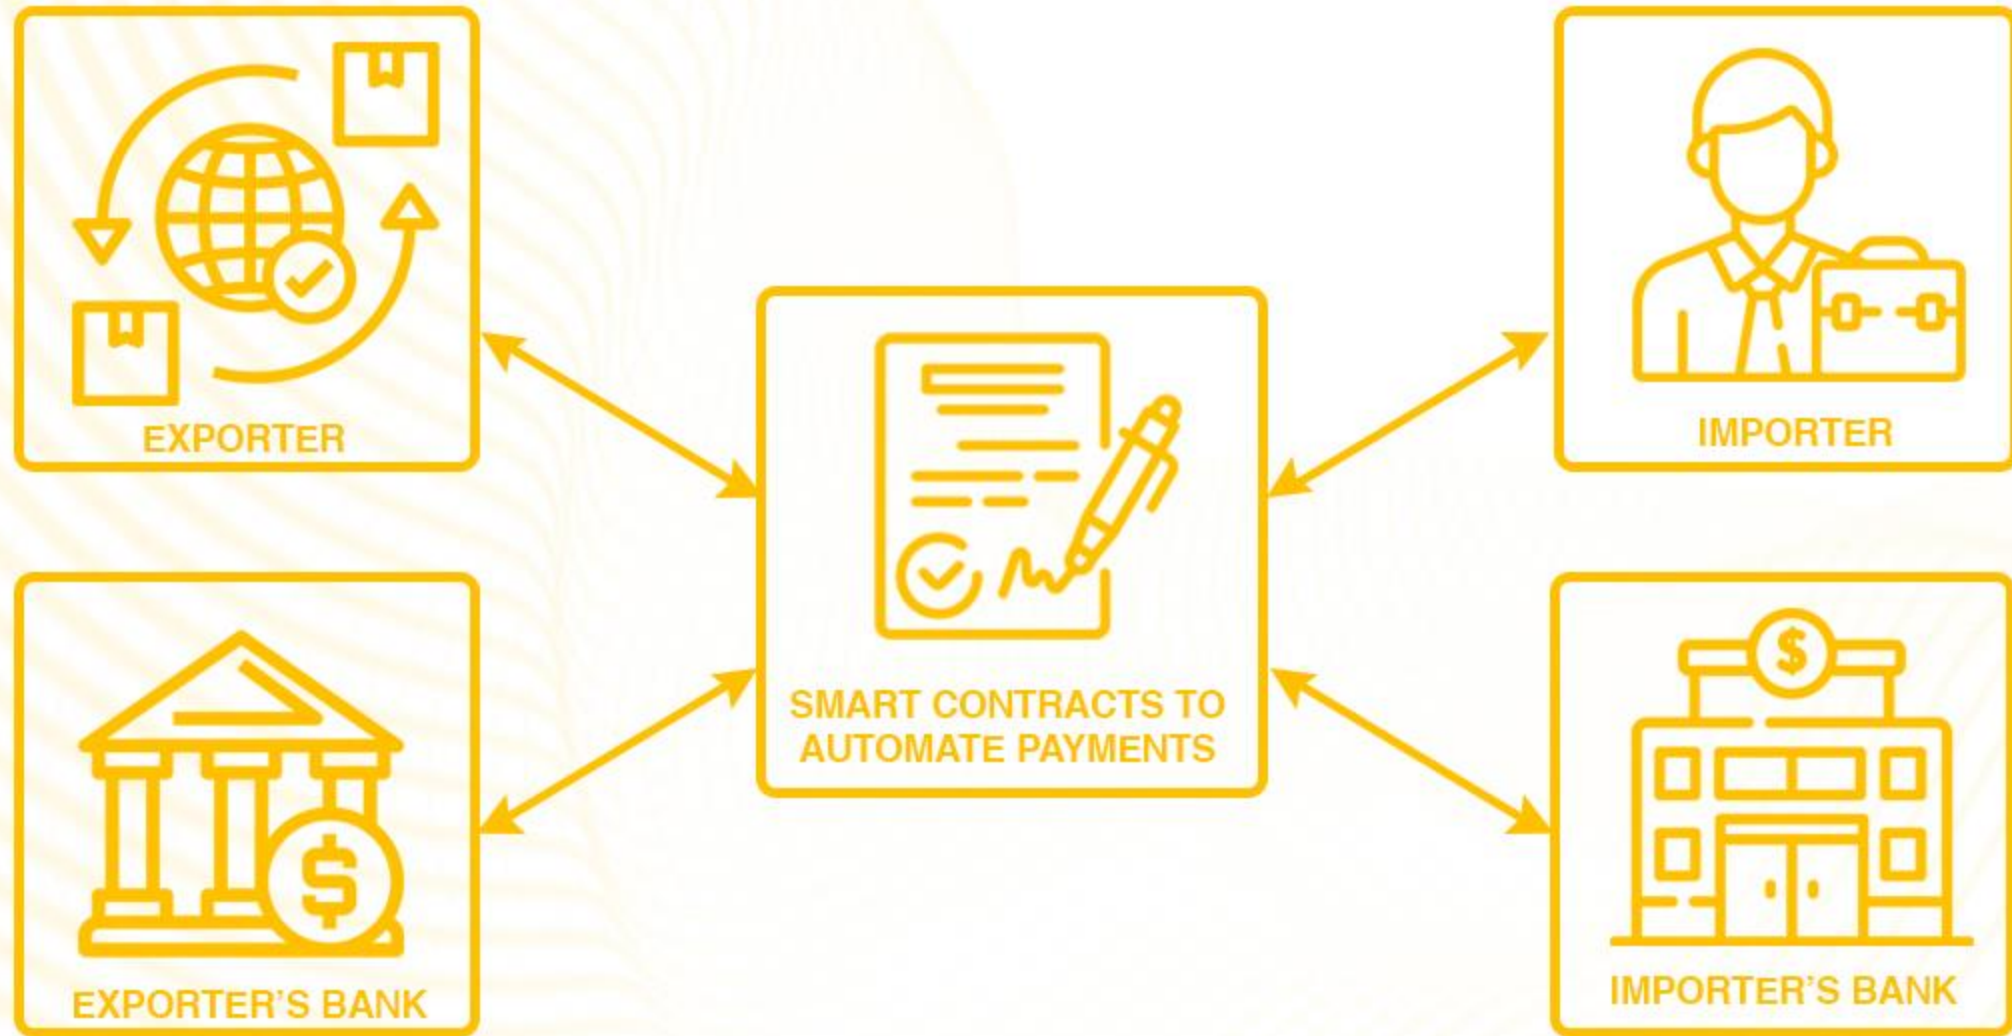 EXPORTER
IMPORTER
SMART CONTRACTS TO
AUTOMATE PAYMENTS
$
$
EXPORTER'S BANK
IMPORTER'S BANK